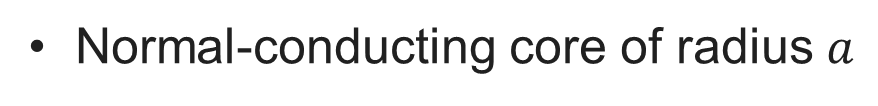 • Normal-conducting core of radius 𝑎